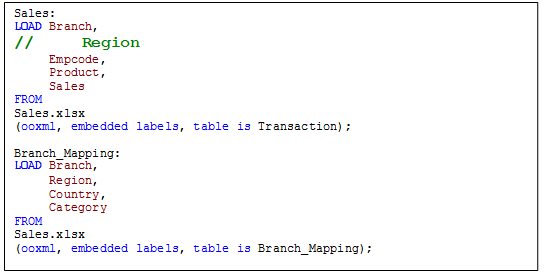 Sales:
LOAD Branch,
// Region
Empcode,
Product,
Sales
FROM
Sales.xlsx
(ooxml, embedded labels, table is Transaction);
Branch_Mapping:
LOAD Branch,
Region,
Country,
Category
FROM
Sales.xlsx
(ooxml, embedded labels, table is Branch_Mapping);